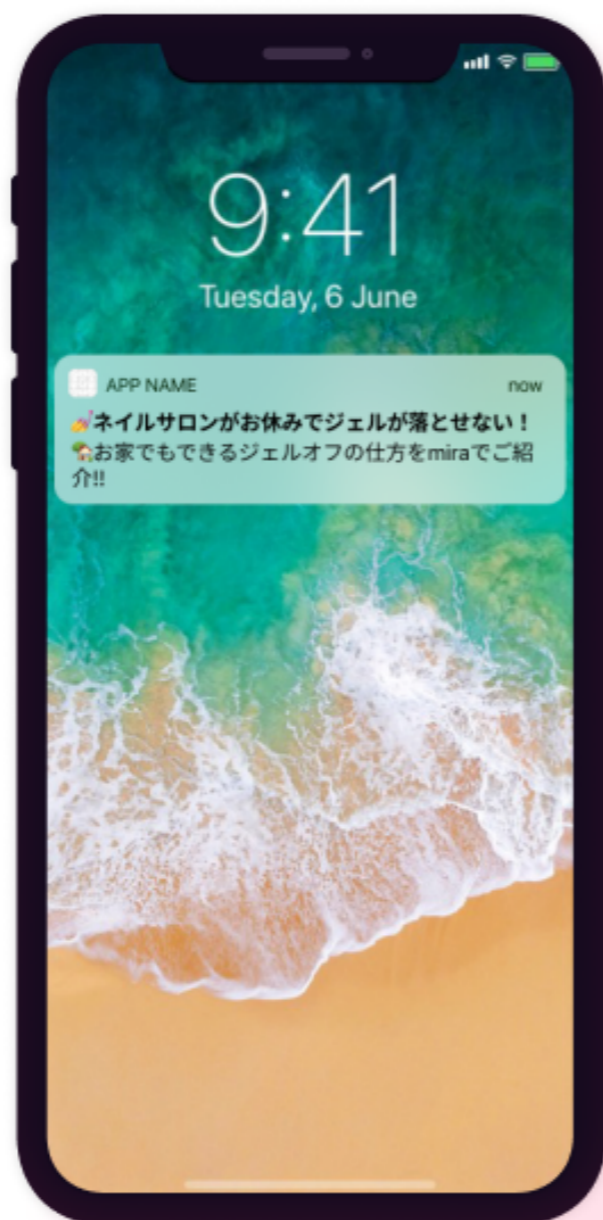 9:41
Tuesday, 6 June
APP NAME now
💅ネイルサロンがお休みでジェルが落とせない！
🏡お家でもできるジェルオフの仕方をmiraでご紹
介!!